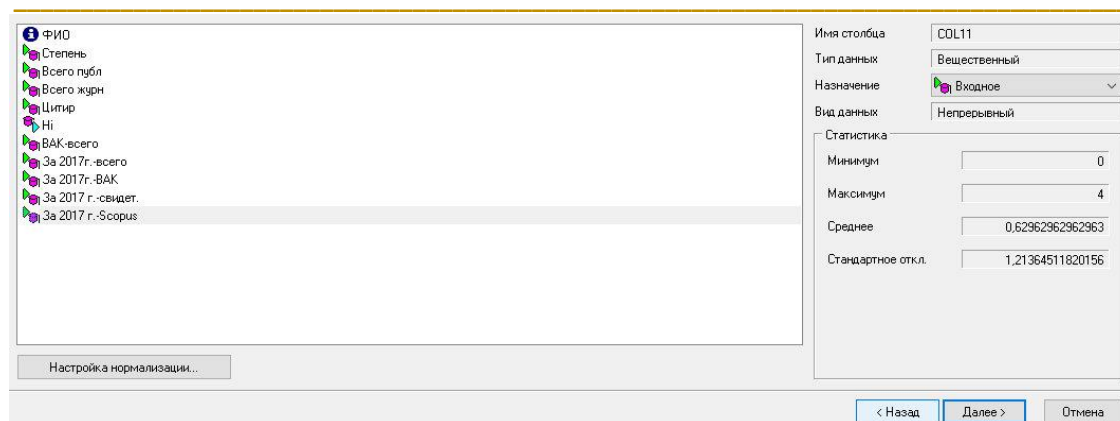 ФИО
Степень
Всего публ
Всего журн
Цитир
Hi
ВАК-всего
За 2017г.-всего
За 2017г.-ВАК
За 2017 г.-свидет.
За 2017 г.-Scopus
Настройка нормализации...
Имя столбца COL11
Тип данных Вещественный
Назначение Входное
Вид данных Непрерывный
Статистика
Минимум 0
Максимум 4
Среднее 0,62962962962963
Стандартное откл. 1,21364511820156
< Назад Далее > Отмена